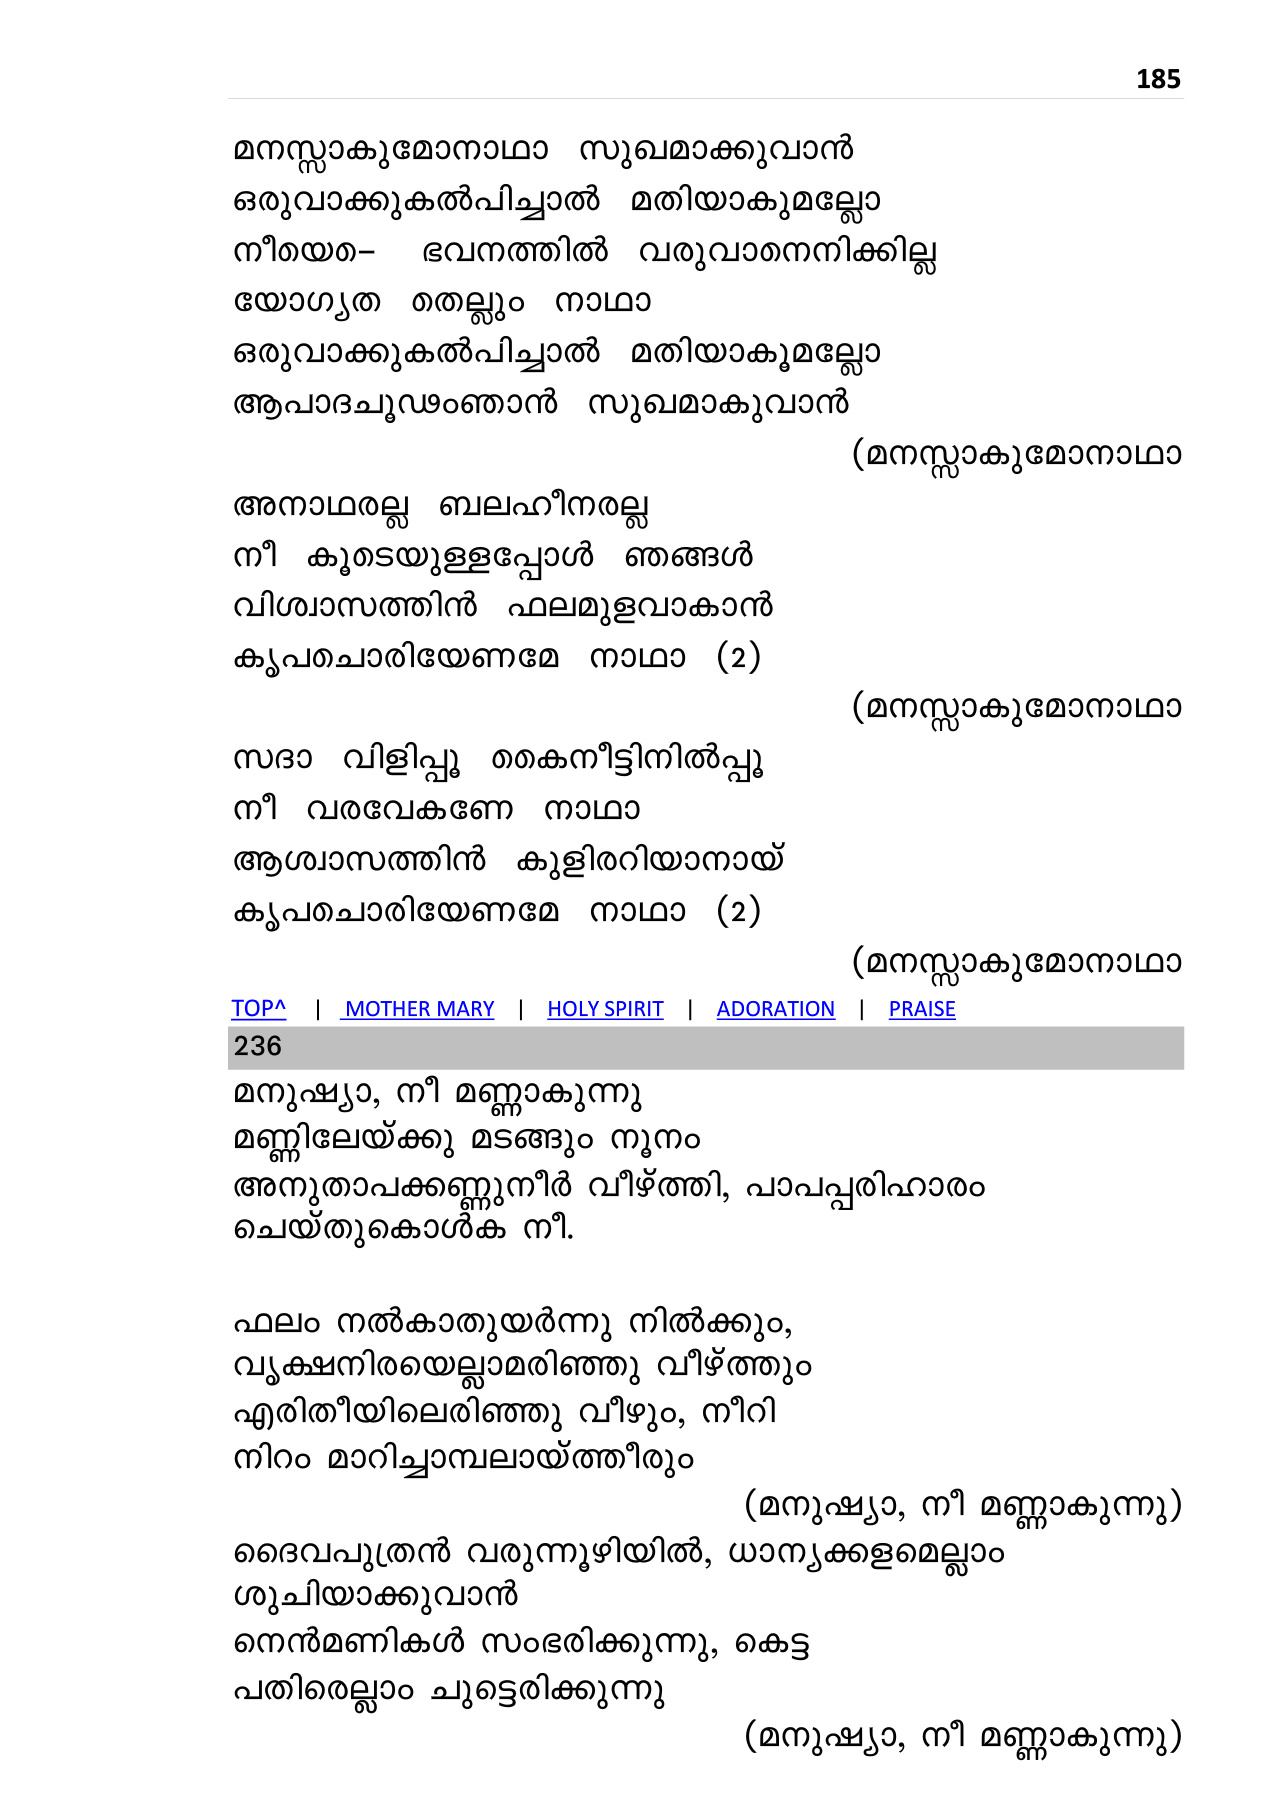 185
മനസ്സാകുമോനാഥാ സുഖമാക്കുവാൻ
ഒരുവാക്കുകൽപിച്ചാൽ മതിയാകുമല്ലോ
നീയെ െ– ഭവനത്തിൽ വരുവാനെനിക്കില്ല
യോഗ്യത തെല്ലും നാഥാ
ഒരുവാക്കുകൽപിച്ചാൽ മതിയാകൂമല്ലോ
ആപാദചൂഢംഞാൻ സുഖമാകുവാൻ
(മനസ്സാകുമോനാഥാ
അനാഥരല്ല ബലഹീനരല്ല
നീ കൂടെയുള്ളപ്പോൾ ഞങ്ങൾ
വിശ്വാസത്തിൻ ഫലമുളവാകാൻ
കൃപചൊരിയേണമേ നാഥാ (2)
(മനസ്സാകുമോനാഥാ
സദാ വിളിപ്പൂ കൈനീട്ടിനിൽപ്പൂ
നീ വരവേകണേ നാഥാ
ആശ്വാസത്തിൻ കുളിരറിയാനായ്
കൃപചൊരിയേണമേ നാഥാ (2)
(മനസ്സാകുമോനാഥാ
TOP^ | MOTHER MARY | HOLY SPIRIT | ADORATION | PRAISE
236
മനുഷ്യാ, നീ മണ്ണാകുന്നു
മണ്ണിലേയ്ക്കു മടങ്ങും നൂനം
അനുതാപക്കണ്ണുനീർ വീഴ്ത്തി, പാപപ്പരിഹാരം
ചെയ്തുകൊൾക നീ.
ഫലം നൽകാതുയർന്നു നിൽക്കും,
വൃക്ഷനിരയെല്ലാമരിഞ്ഞു വീഴ്ത്തും
എരിതീയിലെരിഞ്ഞു വീഴും, നീറി
നിറം മാറിച്ചാമ്പലായ്ത്തീരും
(മനുഷ്യാ, നീ മണ്ണാകുന്നു)
ദൈവപുത്രൻ വരുന്നൂഴിയിൽ, ധാന്യക്കളമെല്ലാം
ശുചിയാക്കുവാൻ
നെൻമണികൾ സംഭരിക്കുന്നു, കെട്ട
പതിരെല്ലാം ചുട്ടെരിക്കുന്നു
(മനുഷ്യാ, നീ മണ്ണാകുന്നു)